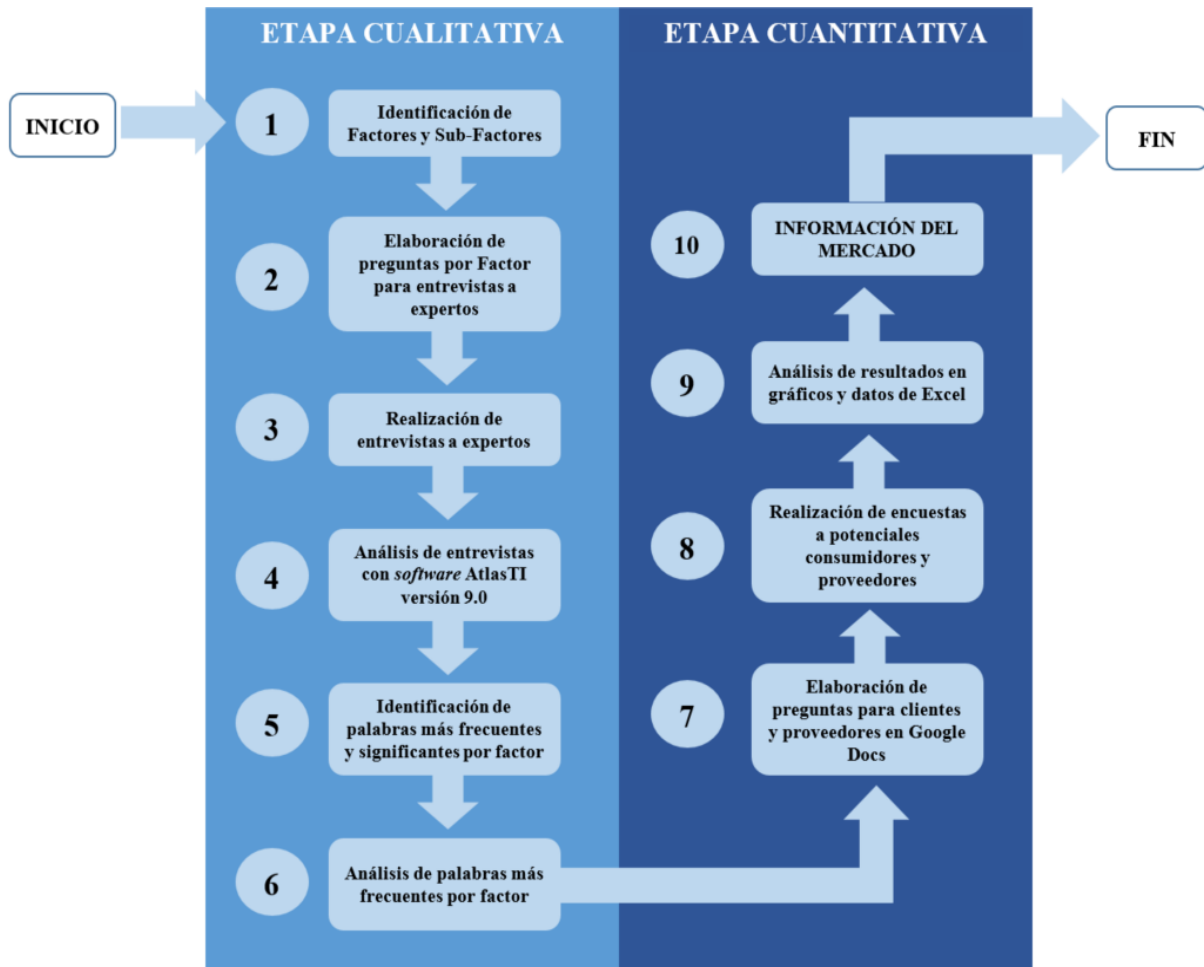 ETAPA CUALITATIVA
ETAPA CUANTITATIVA
INICIO
1
Identificación de
Factores y Sub-Factores
2
Elaboración de
preguntas por Factor
para entrevistas a
expertos
3
Realización de
entrevistas a expertos
4
Análisis de entrevistas
con software AtlasTI
versión 9.0
5
Identificación de
palabras más frecuentes
y significantes por factor
6
Análisis de palabras más
frecuentes por factor
7
Elaboración de
preguntas para clientes
y proveedores en Google
Docs
8
Realización de encuestas
a potenciales
consumidores y
proveedores
9
Análisis de resultados en
gráficos y datos de Excel
10
INFORMACIÓN DEL
MERCADO
FIN